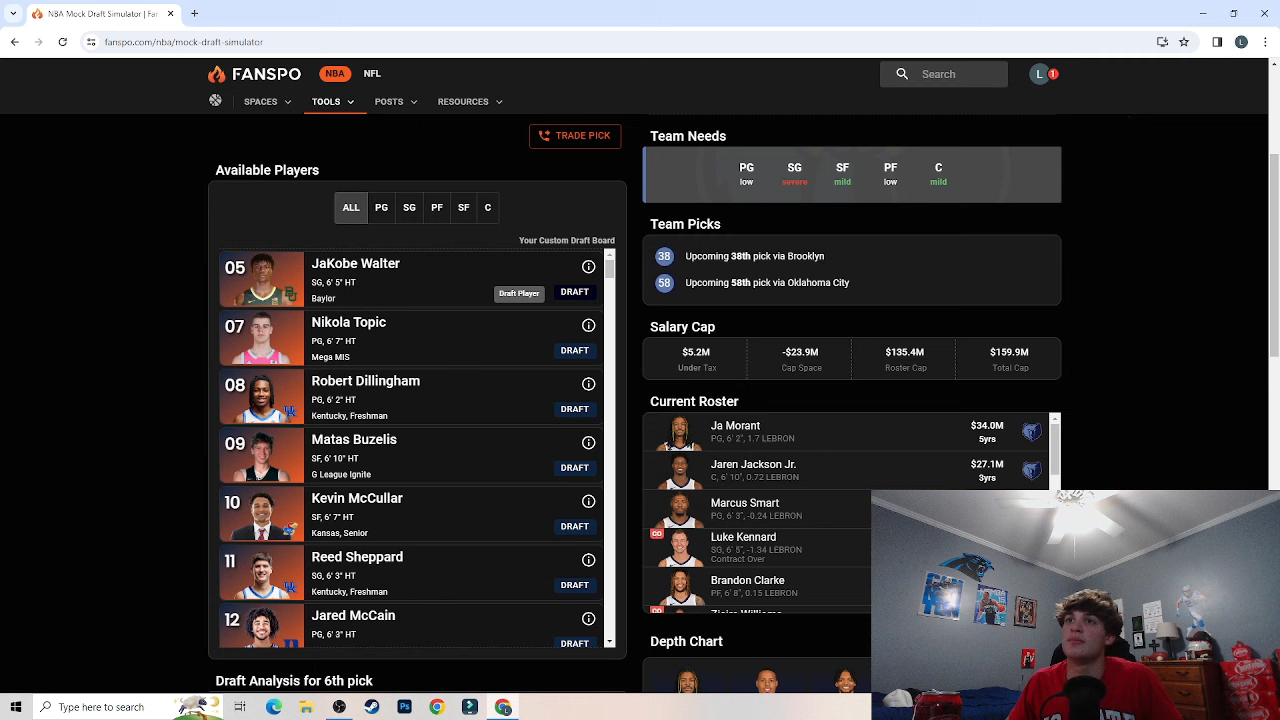 NBA Mock Draft Simulator | Fan
fanspo.com/nba/mock-draft-simulator
L
FANSPO
NBA
NFL
Search
L
1
SPACES
TOOLS
POSTS
RESOURCES
TRADE PICK
Available Players
ALL
PG
SG
PF
SF
C
Your Custom Draft Board
05
JaKobe Walter
SG, 6' 5" HT
Baylor
Draft Player
DRAFT
07
Nikola Topic
PG, 6' 7" HT
Mega MIS
DRAFT
08
Robert Dillingham
PG, 6' 2" HT
Kentucky, Freshman
DRAFT
09
Matas Buzelis
SF, 6' 10" HT
G League Ignite
DRAFT
10
Kevin McCullar
SF, 6' 7" HT
Kansas, Senior
DRAFT
11
Reed Sheppard
SG, 6' 3" HT
Kentucky, Freshman
DRAFT
12
Jared McCain
PG, 6' 3" HT
DRAFT
Draft Analysis for 6th pick
Team Needs
PG SG SF PF C
low severe mild low mild
Team Picks
38 Upcoming 38th pick via Brooklyn
58 Upcoming 58th pick via Oklahoma City
Salary Cap
$5.2M -$23.9M $135.4M $159.9M
Under Tax Cap Space Roster Cap Total Cap
Current Roster
Ja Morant
PG, 6' 2", 1.7 LEBRON
$34.0M
5yrs
Jaren Jackson Jr.
C, 6' 10", 0.72 LEBRON
$27.1M
3yrs
Marcus Smart
PG, 6' 3", -0.24 LEBRON
CO
Luke Kennard
SG, 6' 5", -1.34 LEBRON
Contract Over
Brandon Clarke
PF, 6' 8", 0.15 LEBRON
CO
Ziaire Williams
Depth Chart
Type here to search